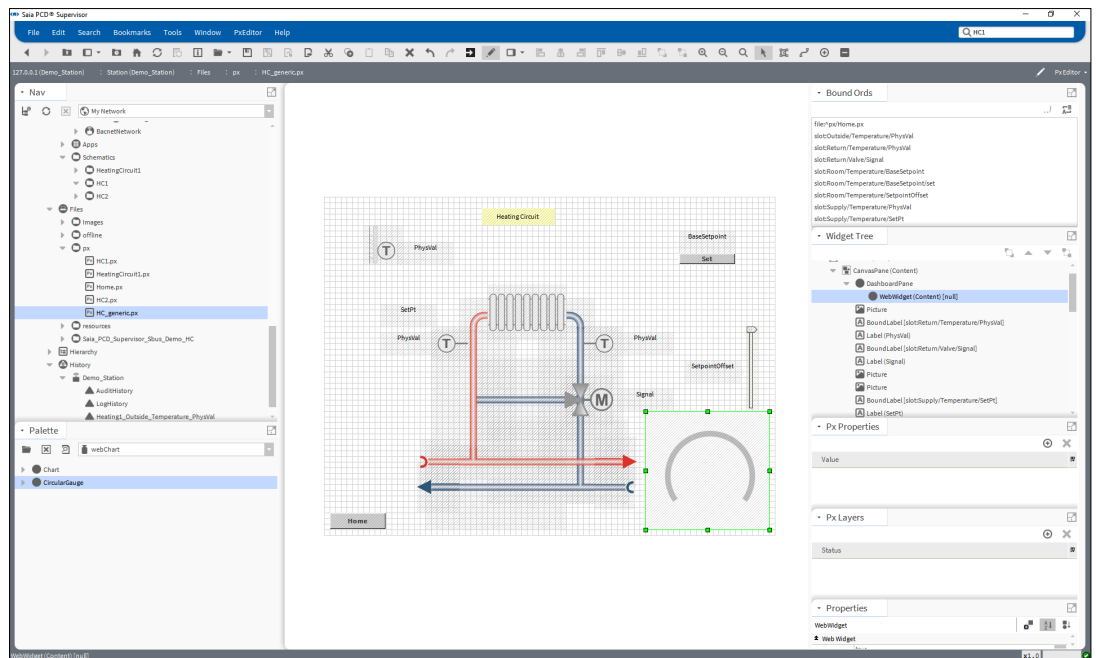 Saia PCD® Supervisor
File Edit Search Bookmarks Tools Window PxEditor Help
HC1
127.0.0.1 (Demo_Station) : Station (Demo_Station) : Files : px : HC_generic.px
PxEditor
Nav
My Network
BacnetNetwork
Apps
Schematics
HeatingCircuit1
HC1
HC2
Files
Images
offline
px
HC1.px
HeatingCircuit1.px
Home.px
HC2.px
HC_generic.px
resources
Saia_PCD_Supervisor_Sbus_Demo_HC
Hierarchy
History
Demo_Station
AuditHistory
LogHistory
Heating1_Outside_Temperature_PhysVal
Palette
webChart
Chart
CircularGauge
Heating Circuit
T
PhysVal
BaseSetpoint
Set
SetPt
PhysVal
T
T
PhysVal
SetpointOffset
M
Signal
Home
Bound Ords
file:^px/Home.px
slot:Outside/Temperature/PhysVal
slot:Return/Temperature/PhysVal
slot:Return/Valve/Signal
slot:Room/Temperature/BaseSetpoint
slot:Room/Temperature/BaseSetpoint/set
slot:Room/Temperature/SetpointOffset
slot:Supply/Temperature/PhysVal
slot:Supply/Temperature/SetPt
Widget Tree
CanvasPane (Content)
DashboardPane
WebWidget (Content) [null]
Picture
BoundLabel [slot:Return/Temperature/PhysVal]
Label (PhysVal)
BoundLabel [slot:Return/Valve/Signal]
Label (Signal)
Picture
Picture
BoundLabel [slot:Supply/Temperature/SetPt]
Label (SetPt)
Px Properties
Value
Px Layers
Status
Properties
WebWidget
Web Widget
WebWidget (Content) [null]
x1.0